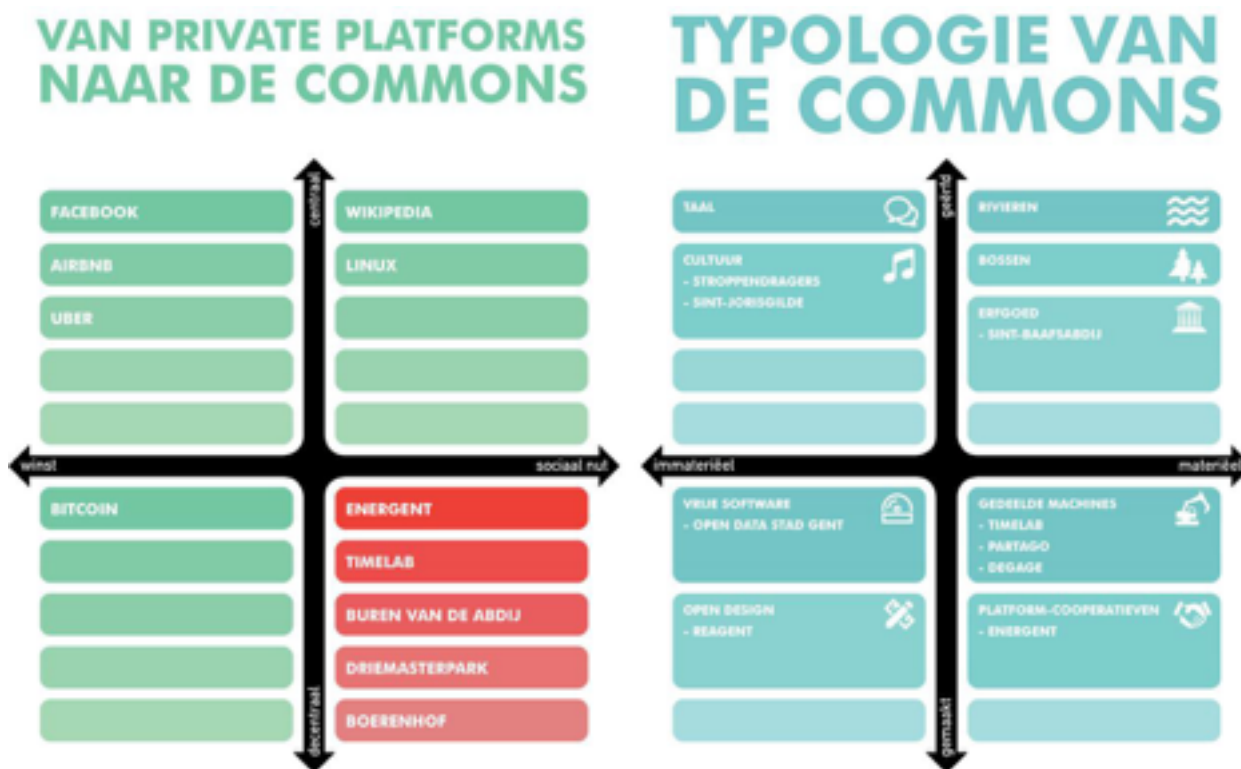 VAN PRIVATE PLATFORMS
NAAR DE COMMONS
centraal
FACEBOOK
WIKIPEDIA
AIRBNB
LINUX
UBER
winst
sociaal nut
BITCOIN
ENERGENT
TIMELAB
BUREN VAN DE ABDIJ
DRIEMASTERPARK
BOERENHOF
decentraal
TYPOLOGIE VAN
DE COMMONS
geërfd
TAAL
RIVIEREN
CULTUUR
- STROPPENDRAGERS
- SINT-JORISGILDE
BOSSEN
ERFGOED
- SINT-BAAFSABDIJ
immateriëel
materiëel
VRIJE SOFTWARE
- OPEN DATA STAD GENT
GEDEELDE MACHINES
- TIMELAB
- PARTAGO
- DEGAGE
OPEN DESIGN
- REAGENT
PLATFORM-COOPERATIEVEN
- ENERGENT
gemaakt